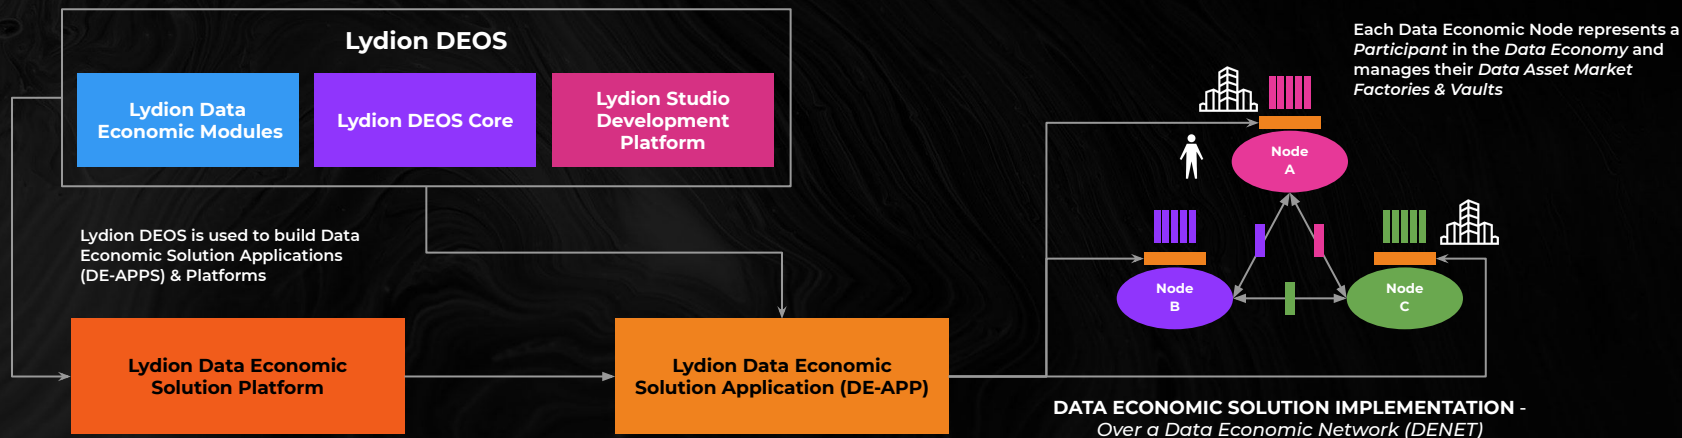 Lydion DEOS
Lydion Data
Economic Modules
Lydion DEOS Core
Lydion Studio
Development
Platform
Lydion DEOS is used to build Data
Economic Solution Applications
(DE-APPS) & Platforms
Lydion Data Economic
Solution Platform
Lydion Data Economic
Solution Application (DE-APP)
Each Data Economic Node represents a
Participant in the Data Economy and
manages their Data Asset Market
Factories & Vaults
Node
A
Node
B
Node
C
DATA ECONOMIC SOLUTION IMPLEMENTATION -
Over a Data Economic Network (DENET)